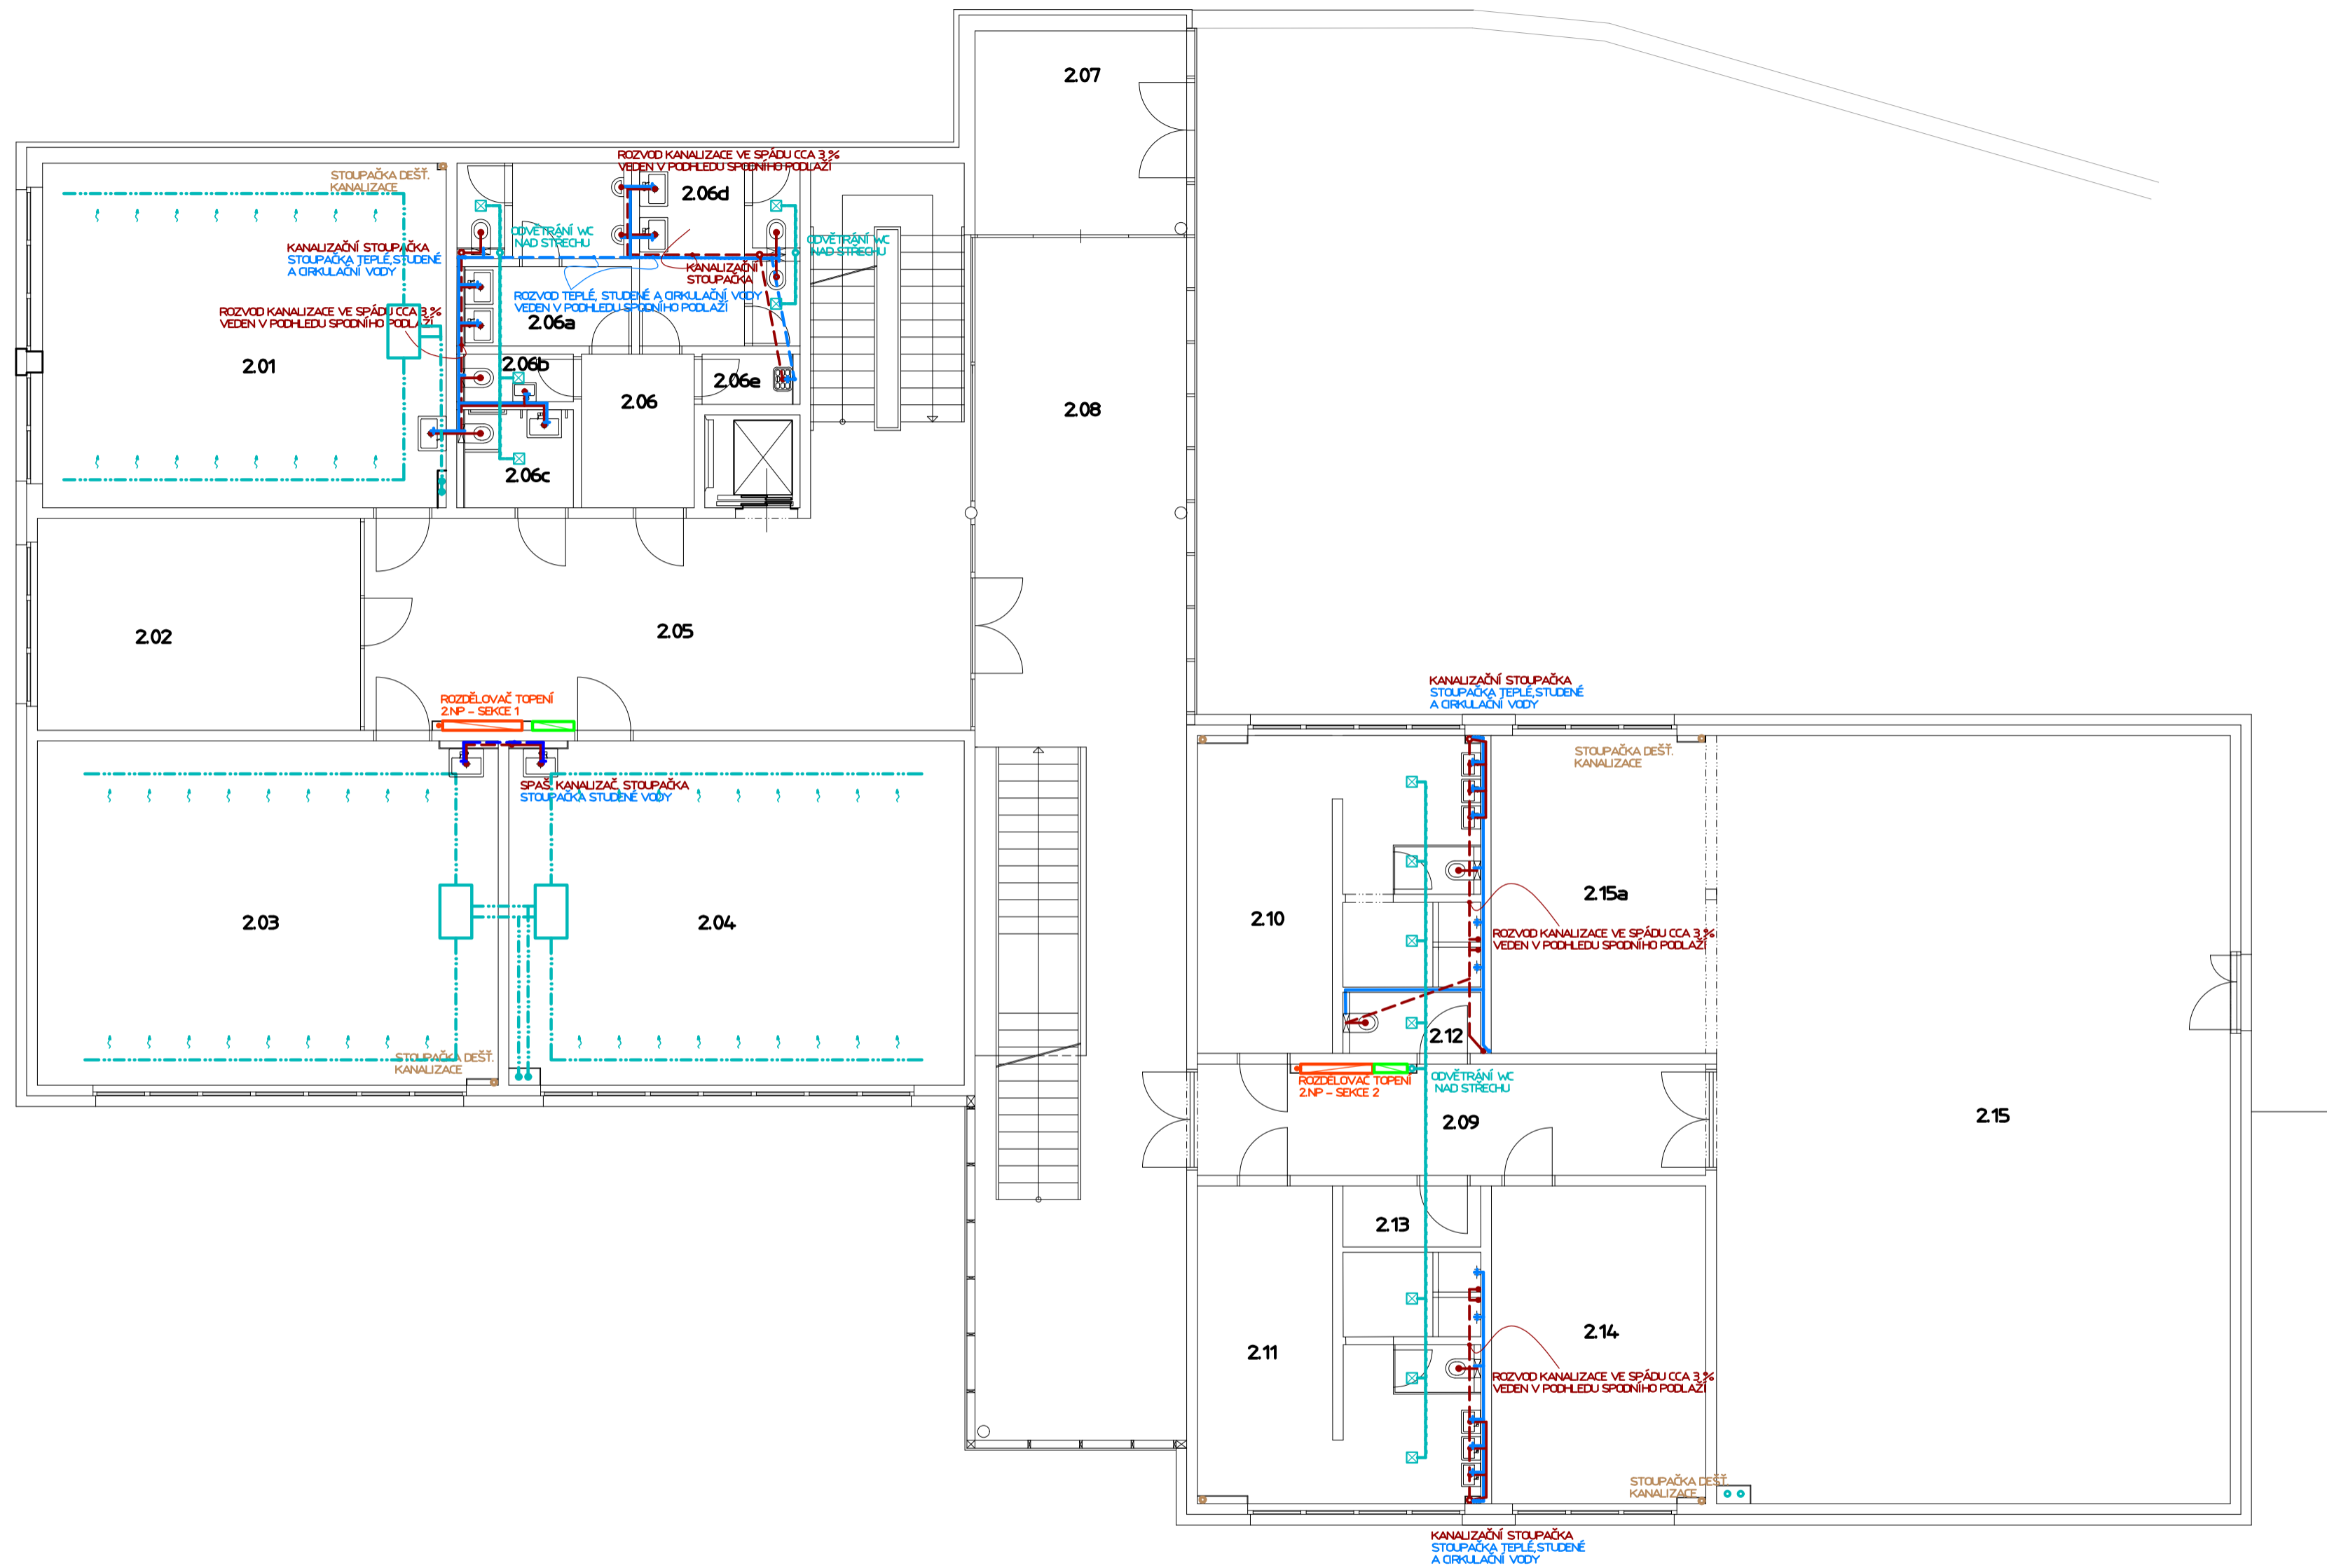 2.07
ROZVOD KANALIZACE VE SPÁDU CCA 3 %
VEDEN V PODHLEDU SPODNÍHO PODLAŽÍ
STOUPAČKA DEŠŤ.
KANALIZACE
2.06d
ODVĚTRÁNÍ WC
NAD STŘECHU
ODVĚTRÁNÍ WC
NAD STŘECHU
KANALIZAČNÍ STOUPAČKA
STOUPAČKA TEPLÉ,STUDENÉ
A CIRKULAČNÍ VODY
KANALIZAČNÍ
STOUPAČKA
ROZVOD TEPLÉ, STUDENÉ A CIRKULAČNÍ VODY
VEDEN V PODHLEDU SPODNÍHO PODLAŽÍ
ROZVOD KANALIZACE VE SPÁDU CCA 3 %
VEDEN V PODHLEDU SPODNÍHO PODLAŽÍ
2.06a
2.01
2.06b
2.06e
2.06
2.08
2.06c
2.02
2.05
KANALIZAČNÍ STOUPAČKA
STOUPAČKA TEPLÉ,STUDENÉ
A CIRKULAČNÍ VODY
ROZDĚLOVAČ TOPENÍ
2.NP - SEKCE 1
STOUPAČKA DEŠŤ.
KANALIZACE
SPAŠ. KANALIZAČ. STOUPAČKA
STOUPAČKA STUDENÉ VODY
2.15a
2.03
2.04
2.10
ROZVOD KANALIZACE VE SPÁDU CCA 3 %
VEDEN V PODHLEDU SPODNÍHO PODLAŽÍ
2.12
STOUPAČKA DEŠŤ.
KANALIZACE
ROZDĚLOVAČ TOPENÍ
2.NP - SEKCE 2
ODVĚTRÁNÍ WC
NAD STŘECHU
2.09
2.15
2.13
2.14
2.11
ROZVOD KANALIZACE VE SPÁDU CCA 3 %
VEDEN V PODHLEDU SPODNÍHO PODLAŽÍ
STOUPAČKA DEŠŤ.
KANALIZACE
KANALIZAČNÍ STOUPAČKA
STOUPAČKA TEPLÉ,STUDENÉ
A CIRKULAČNÍ VODY